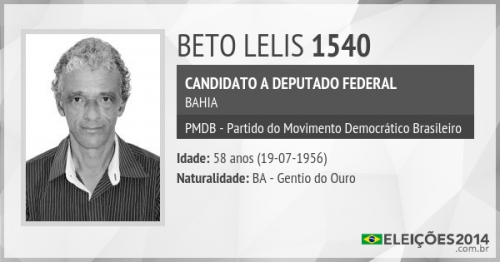 BETO LELIS 1540
CANDIDATO A DEPUTADO FEDERAL
BAHIA
PMDB - Partido do Movimento Democrático Brasileiro
Idade: 58 anos (19-07-1956)
Naturalidade: BA - Gentio do Ouro
ELEIÇÕES2014
.com.br